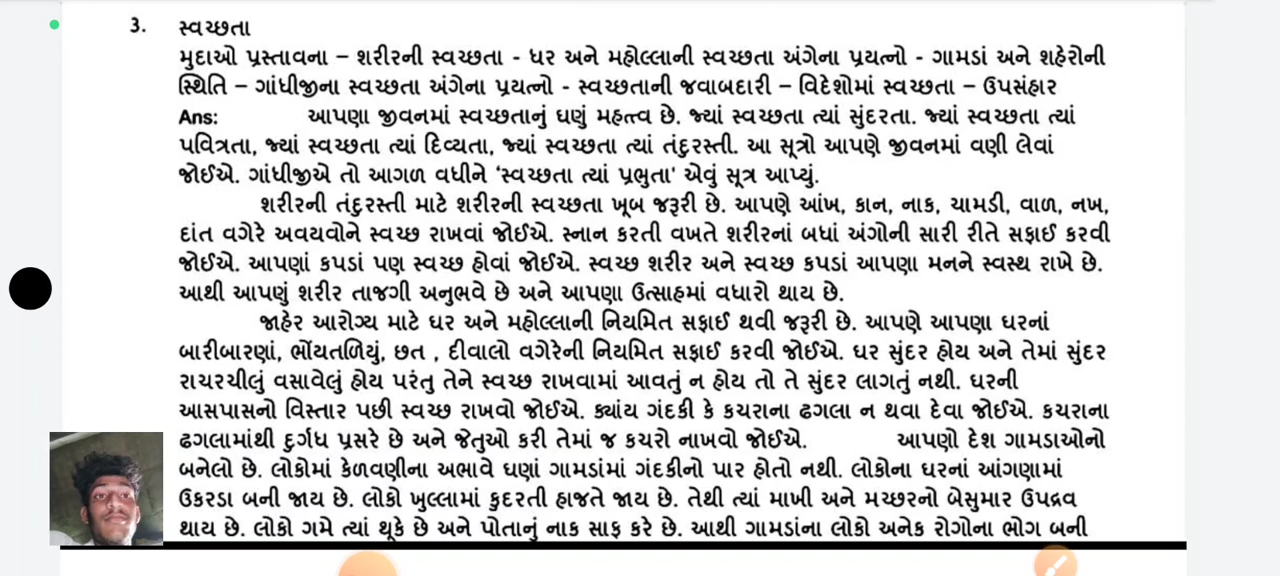 3. સ્વચ્છતા
મુદાઓ પ્રસ્તાવના – શરીરની સ્વચ્છતા - ધર અને મહોલ્લાની સ્વચ્છતા અંગેના પ્રયત્નો - ગામડાં અને શહેરોની
સ્થિતિ – ગાંધીજીના સ્વચ્છતા અંગેના પ્રયત્નો - સ્વચ્છતાની જવાબદારી – વિદેશોમાં સ્વચ્છતા – ઉપસંહાર
Ans: આપણા જીવનમાં સ્વચ્છતાનું ઘણું મહત્વ છે. જ્યાં સ્વચ્છતા ત્યાં સુંદરતા. જ્યાં સ્વચ્છતા ત્યાં
પવિત્રતા, જ્યાં સ્વચ્છતા ત્યાં દિવ્યતા, જ્યાં સ્વચ્છતા ત્યાં તંદુરસ્તી. આ સૂત્રો આપણે જીવનમાં વણી લેવાં
જોઈએ. ગાંધીજીએ તો આગળ વધીને ‘સ્વચ્છતા ત્યાં પ્રભુતા' એવું સૂત્ર આપ્યું.
શરીરની તંદુરસ્તી માટે શરીરની સ્વચ્છતા ખૂબ જરૂરી છે. આપણે આંખ, કાન, નાક, ચામડી, વાળ, નખ,
દાંત વગેરે અવયવોને સ્વચ્છ રાખવાં જોઈએ. સ્નાન કરતી વખતે શરીરનાં બધાં અંગોની સારી રીતે સફાઈ કરવી
જોઈએ. આપણાં કપડાં પણ સ્વચ્છ હોવાં જોઈએ. સ્વચ્છ શરીર અને સ્વચ્છ કપડાં આપણા મનને સ્વસ્થ રાખે છે.
આથી આપણું શરીર તાજગી અનુભવે છે અને આપણા ઉત્સાહમાં વધારો થાય છે.
જાહેર આરોગ્ય માટે ઘર અને મહોલ્લાની નિયમિત સફાઈ થવી જરૂરી છે. આપણે આપણા ઘરનાં
બારીબારણાં, ભોંયતળિયું, છત , દીવાલો વગેરેની નિયમિત સફાઈ કરવી જોઈએ. ઘર સુંદર હોય અને તેમાં સુંદર
રાચરચીલું વસાવેલું હોય પરંતુ તેને સ્વચ્છ રાખવામાં આવતું ન હોય તો તે સુંદર લાગતું નથી. ઘરની
આસપાસનો વિસ્તાર પછી સ્વચ્છ રાખવો જોઈએ. ક્યાંય ગંદકી કે કચરાના ઢગલા ન થવા દેવા જોઈએ. કચરાના
ઢગલામાંથી દુર્ગધ પ્રસરે છે અને જેતુઓ કરી તેમાં જ કચરો નાખવો જોઈએ. આપણો દેશ ગામડાઓનો
બનેલો છે. લોકોમાં કેળવણીના અભાવે ઘણાં ગામડાંમાં ગંદકીનો પાર હોતો નથી. લોકોના ઘરનાં આંગણામાં
ઉકરડા બની જાય છે. લોકો ખુલ્લામાં કુદરતી હાજતે જાય છે. તેથી ત્યાં માખી અને મચ્છરનો બેસુમાર ઉપદ્રવ
થાય છે. લોકો ગમે ત્યાં થૂકે છે અને પોતાનું નાક સાફ કરે છે. આથી ગામડાંના લોકો અનેક રોગોના ભોગ બની